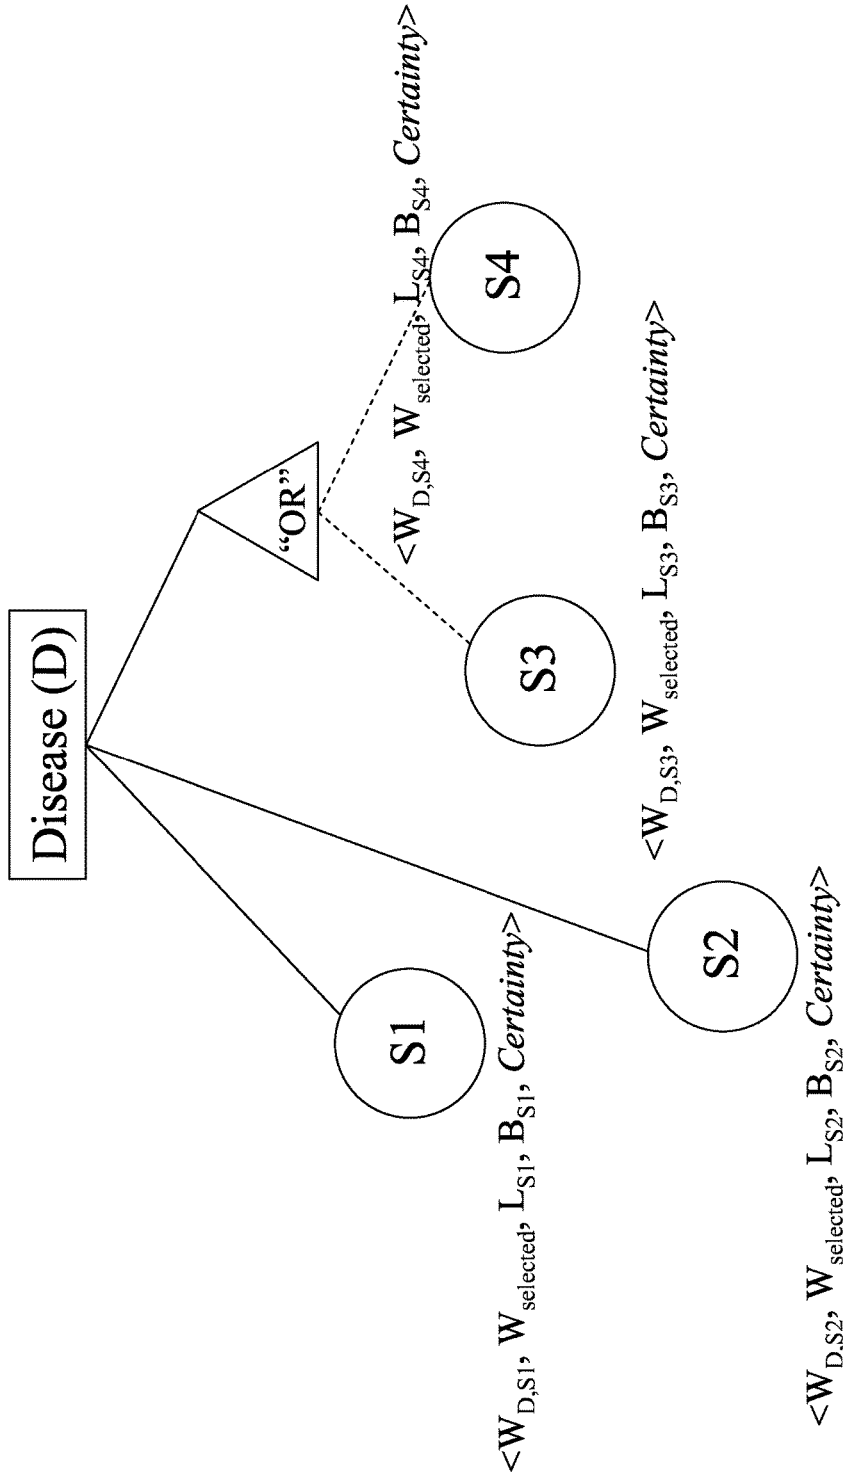 Disease (D)
“OR”
<W_D,S4, W_selected, L_S4, B_S4, Certainty>
S4
S3
<W_D,S3, W_selected, L_S3, B_S3, Certainty>
S1
<W_D,S1, W_selected, L_S1, B_S1, Certainty>
S2
<W_D,S2, W_selected, L_S2, B_S2, Certainty>